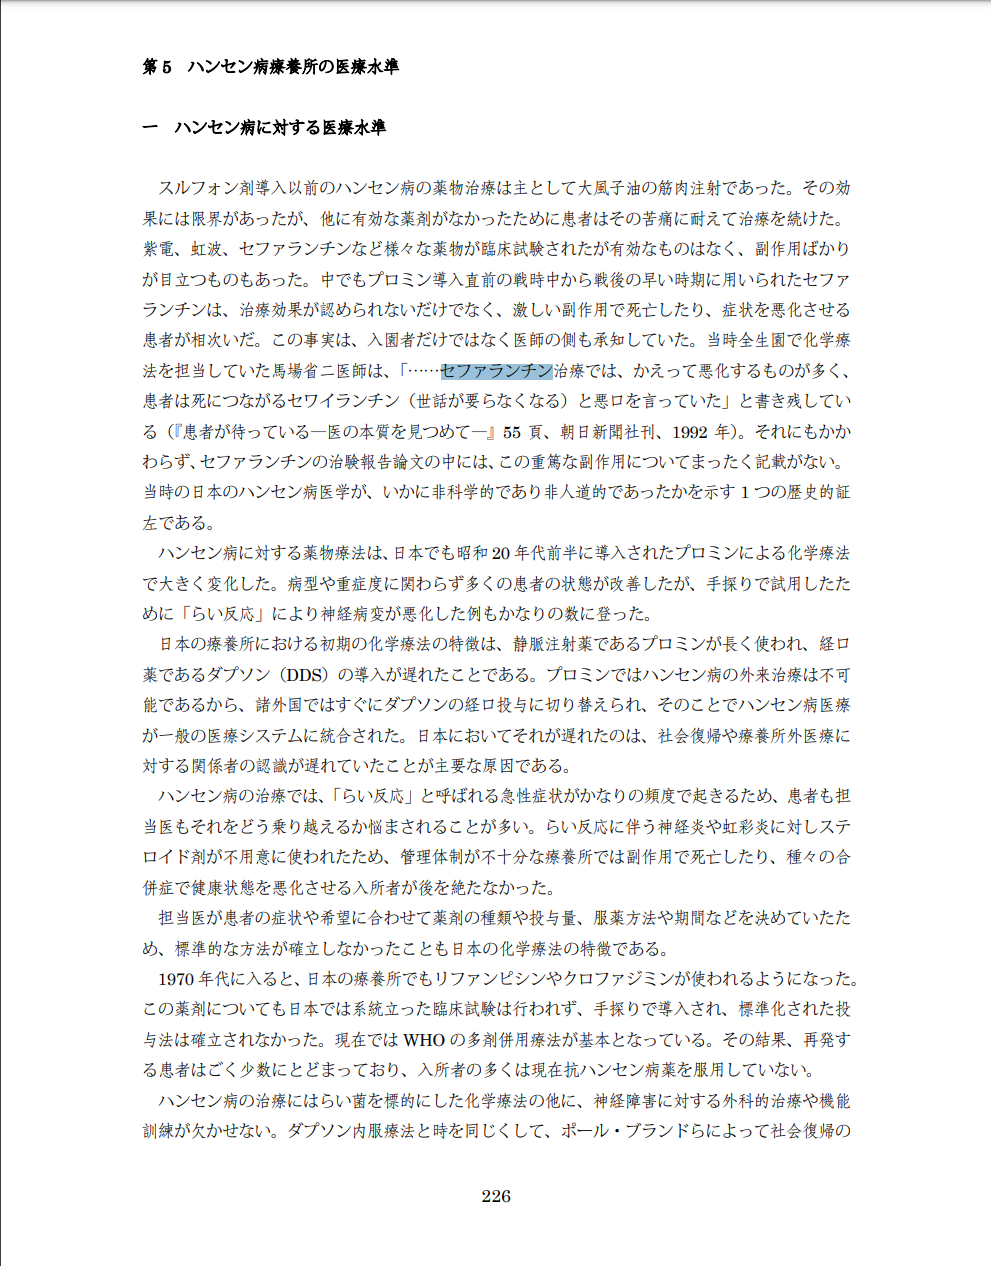 第5　ハンセン病療養所の医療水準
一　ハンセン病に対する医療水準
スルフォン剤導入以前のハンセン病の薬物治療は主として大風子油の筋肉注射であった。その効
果には限界があったが、他に有効な薬剤がなかったために患者はその苦痛に耐えて治療を続けた。
紫電、虹波、セファランチンなど様々な薬物が臨床試験されたが有効なものはなく、副作用ばかり
が目立つものもあった。中でもプロミン導入直前の戦時中から戦後の早い時期に用いられたセファ
ランチンは、治療効果が認められないだけでなく、激しい副作用で死亡したり、症状を悪化させる
患者が相次いだ。この事実は、入園者だけではなく医師の側も承知していた。当時全生園で化学療
法を担当していた馬場省二医師は、「……セファランチン治療では、かえって悪化するものが多く、
患者は死につながるセワイランチン（世話が要らなくなる）と悪口を言っていた」と書き残してい
る（『患者が待っている―医の本質を見つめて―』55 頁、朝日新聞社刊、1992 年）。それにもかか
わらず、セファランチンの治験報告論文の中には、この重篤な副作用についてまったく記載がない。
当時の日本のハンセン病医学が、いかに非科学的であり非人道的であったかを示す 1 つの歴史的証
左である。
ハンセン病に対する薬物療法は、日本でも昭和 20 年代前半に導入されたプロミンによる化学療法
で大きく変化した。病型や重症度に関わらず多くの患者の状態が改善したが、手探りで試用したた
めに「らい反応」により神経病変が悪化した例もかなりの数に登った。
日本の療養所における初期の化学療法の特徴は、静脈注射薬であるプロミンが長く使われ、経口
薬であるダプソン（DDS）の導入が遅れたことである。プロミンではハンセン病の外来治療は不可
能であるから、諸外国ではすぐにダプソンの経口投与に切り替えられ、そのことでハンセン病医療
が一般の医療システムに統合された。日本においてそれが遅れたのは、社会復帰や療養所外医療に
対する関係者の認識が遅れていたことが主要な原因である。
ハンセン病の治療では、「らい反応」と呼ばれる急性症状がかなりの頻度で起きるため、患者も担
当医もそれをどう乗り越えるか悩まされることが多い。らい反応に伴う神経炎や虹彩炎に対しステ
ロイド剤が不用意に使われたため、管理体制が不十分な療養所では副作用で死亡したり、種々の合
併症で健康状態を悪化させる入所者が後を絶たなかった。
担当医が患者の症状や希望に合わせて薬剤の種類や投与量、服薬方法や期間などを決めていたた
め、標準的な方法が確立しなかったことも日本の化学療法の特徴である。
1970 年代に入ると、日本の療養所でもリファンピシンやクロファジミンが使われるようになった。
この薬剤についても日本では系統立った臨床試験は行われず、手探りで導入され、標準化された投
与法は確立されなかった。現在では WHO の多剤併用療法が基本となっている。その結果、再発す
る患者はごく少数にとどまっており、入所者の多くは現在抗ハンセン病薬を服用していない。
ハンセン病の治療にはらい菌を標的にした化学療法の他に、神経障害に対する外科的治療や機能
訓練が欠かせない。ダプソン内服療法と時を同じくして、ポール・ブランドらによって社会復帰の
226